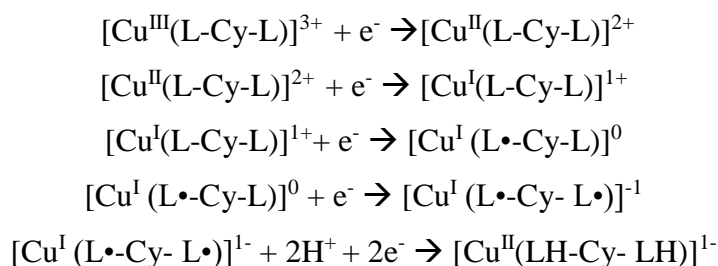 [Cu^III(L-Cy-L)]^3+ + e^- → [Cu^II(L-Cy-L)]^2+
[Cu^II(L-Cy-L)]^2+ + e^- → [Cu^I(L-Cy-L)]^1+
[Cu^I(L-Cy-L)]^1+ + e^- → [Cu^I (L•-Cy-L)]^0
[Cu^I (L•-Cy-L)]^0 + e^- → [Cu^I (L•-Cy- L•)]^-1
[Cu^I (L•-Cy- L•)]^1- + 2H^+ + 2e^- → [Cu^II(LH-Cy- LH)]^1-